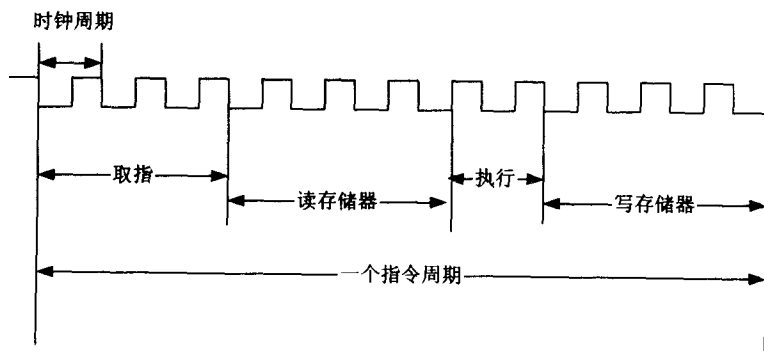 时钟周期
取指
执行
读存储器
写存储器
一个指令周期